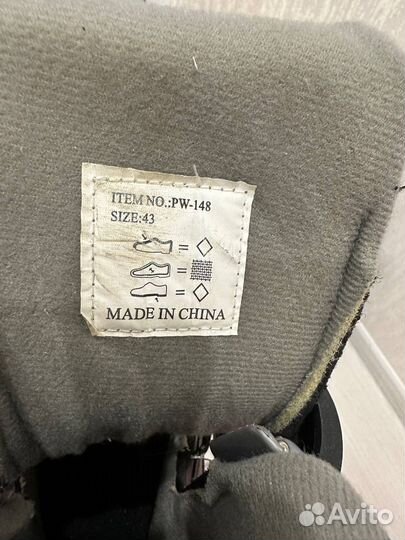 ITEM NO.:PW-148
SIZE:43
=
=
=
MADE IN CHINA
Avito